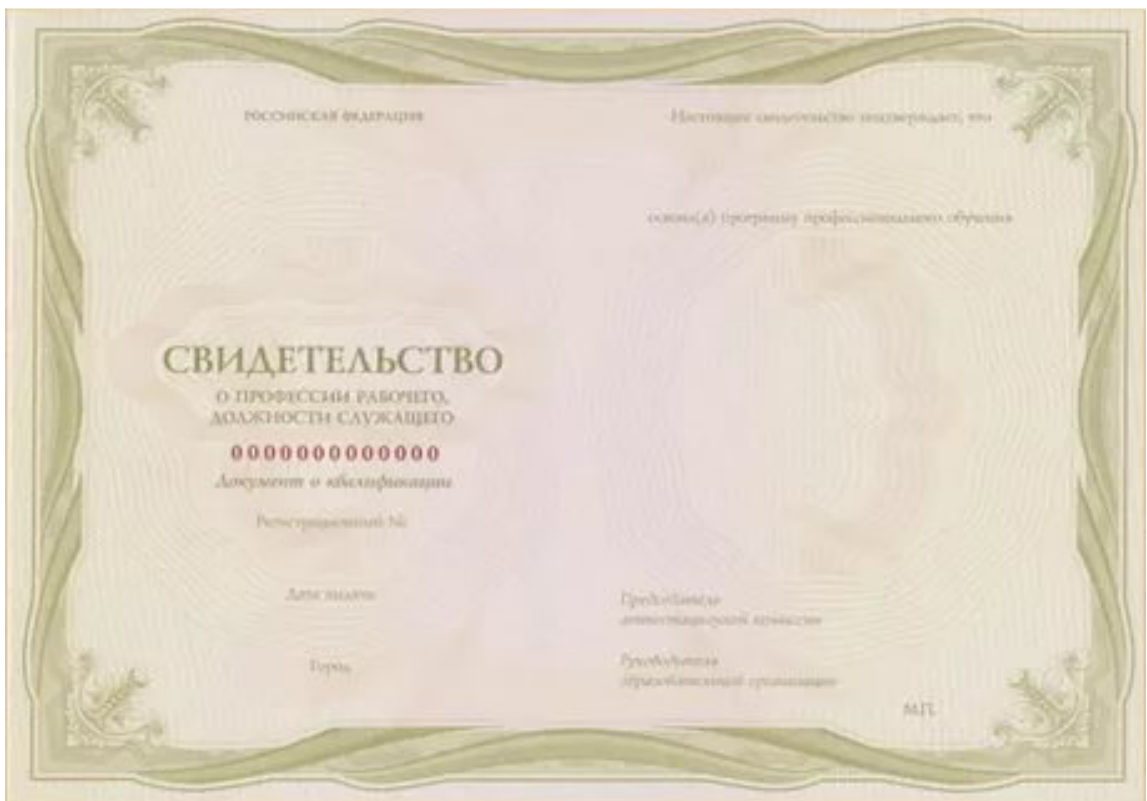 РОССИЙСКАЯ ФЕДЕРАЦИЯ
СВИДЕТЕЛЬСТВО
О ПРОФЕССИИ РАБОЧЕГО,
ДОЛЖНОСТИ СЛУЖАЩЕГО
0000000000000
Документ о квалификации
Регистрационный №
Дата выдачи
Город
Настоящее свидетельство подтверждает, что
освоил(а) программу профессионального обучения
Председатель
аттестационной комиссии
Руководитель
образовательной организации
М.П.